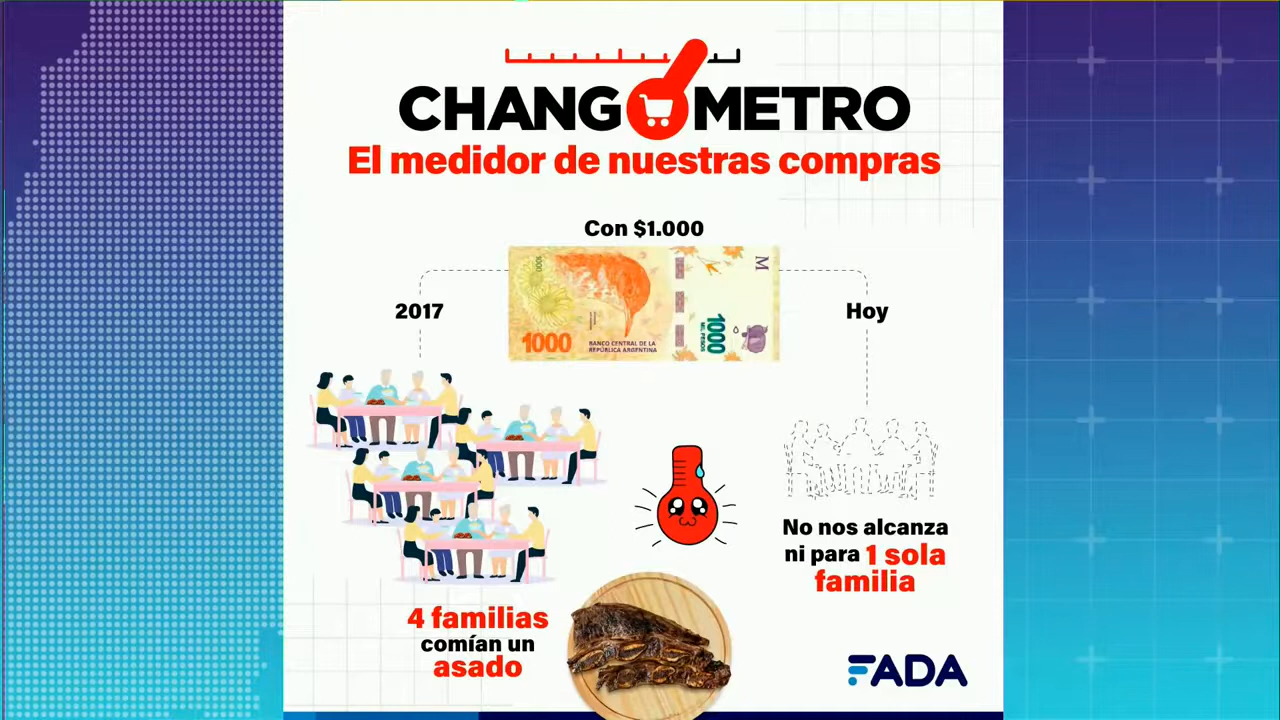 CHANGOMETRO
El medidor de nuestras compras
Con $1.000
1000
M
2017
Hoy
1000
BANCO CENTRAL DE LA
REPÚBLICA ARGENTINA
1000
MIL PESOS
No nos alcanza
ni para 1 sola
familia
4 familias
comían un
asado
FADA